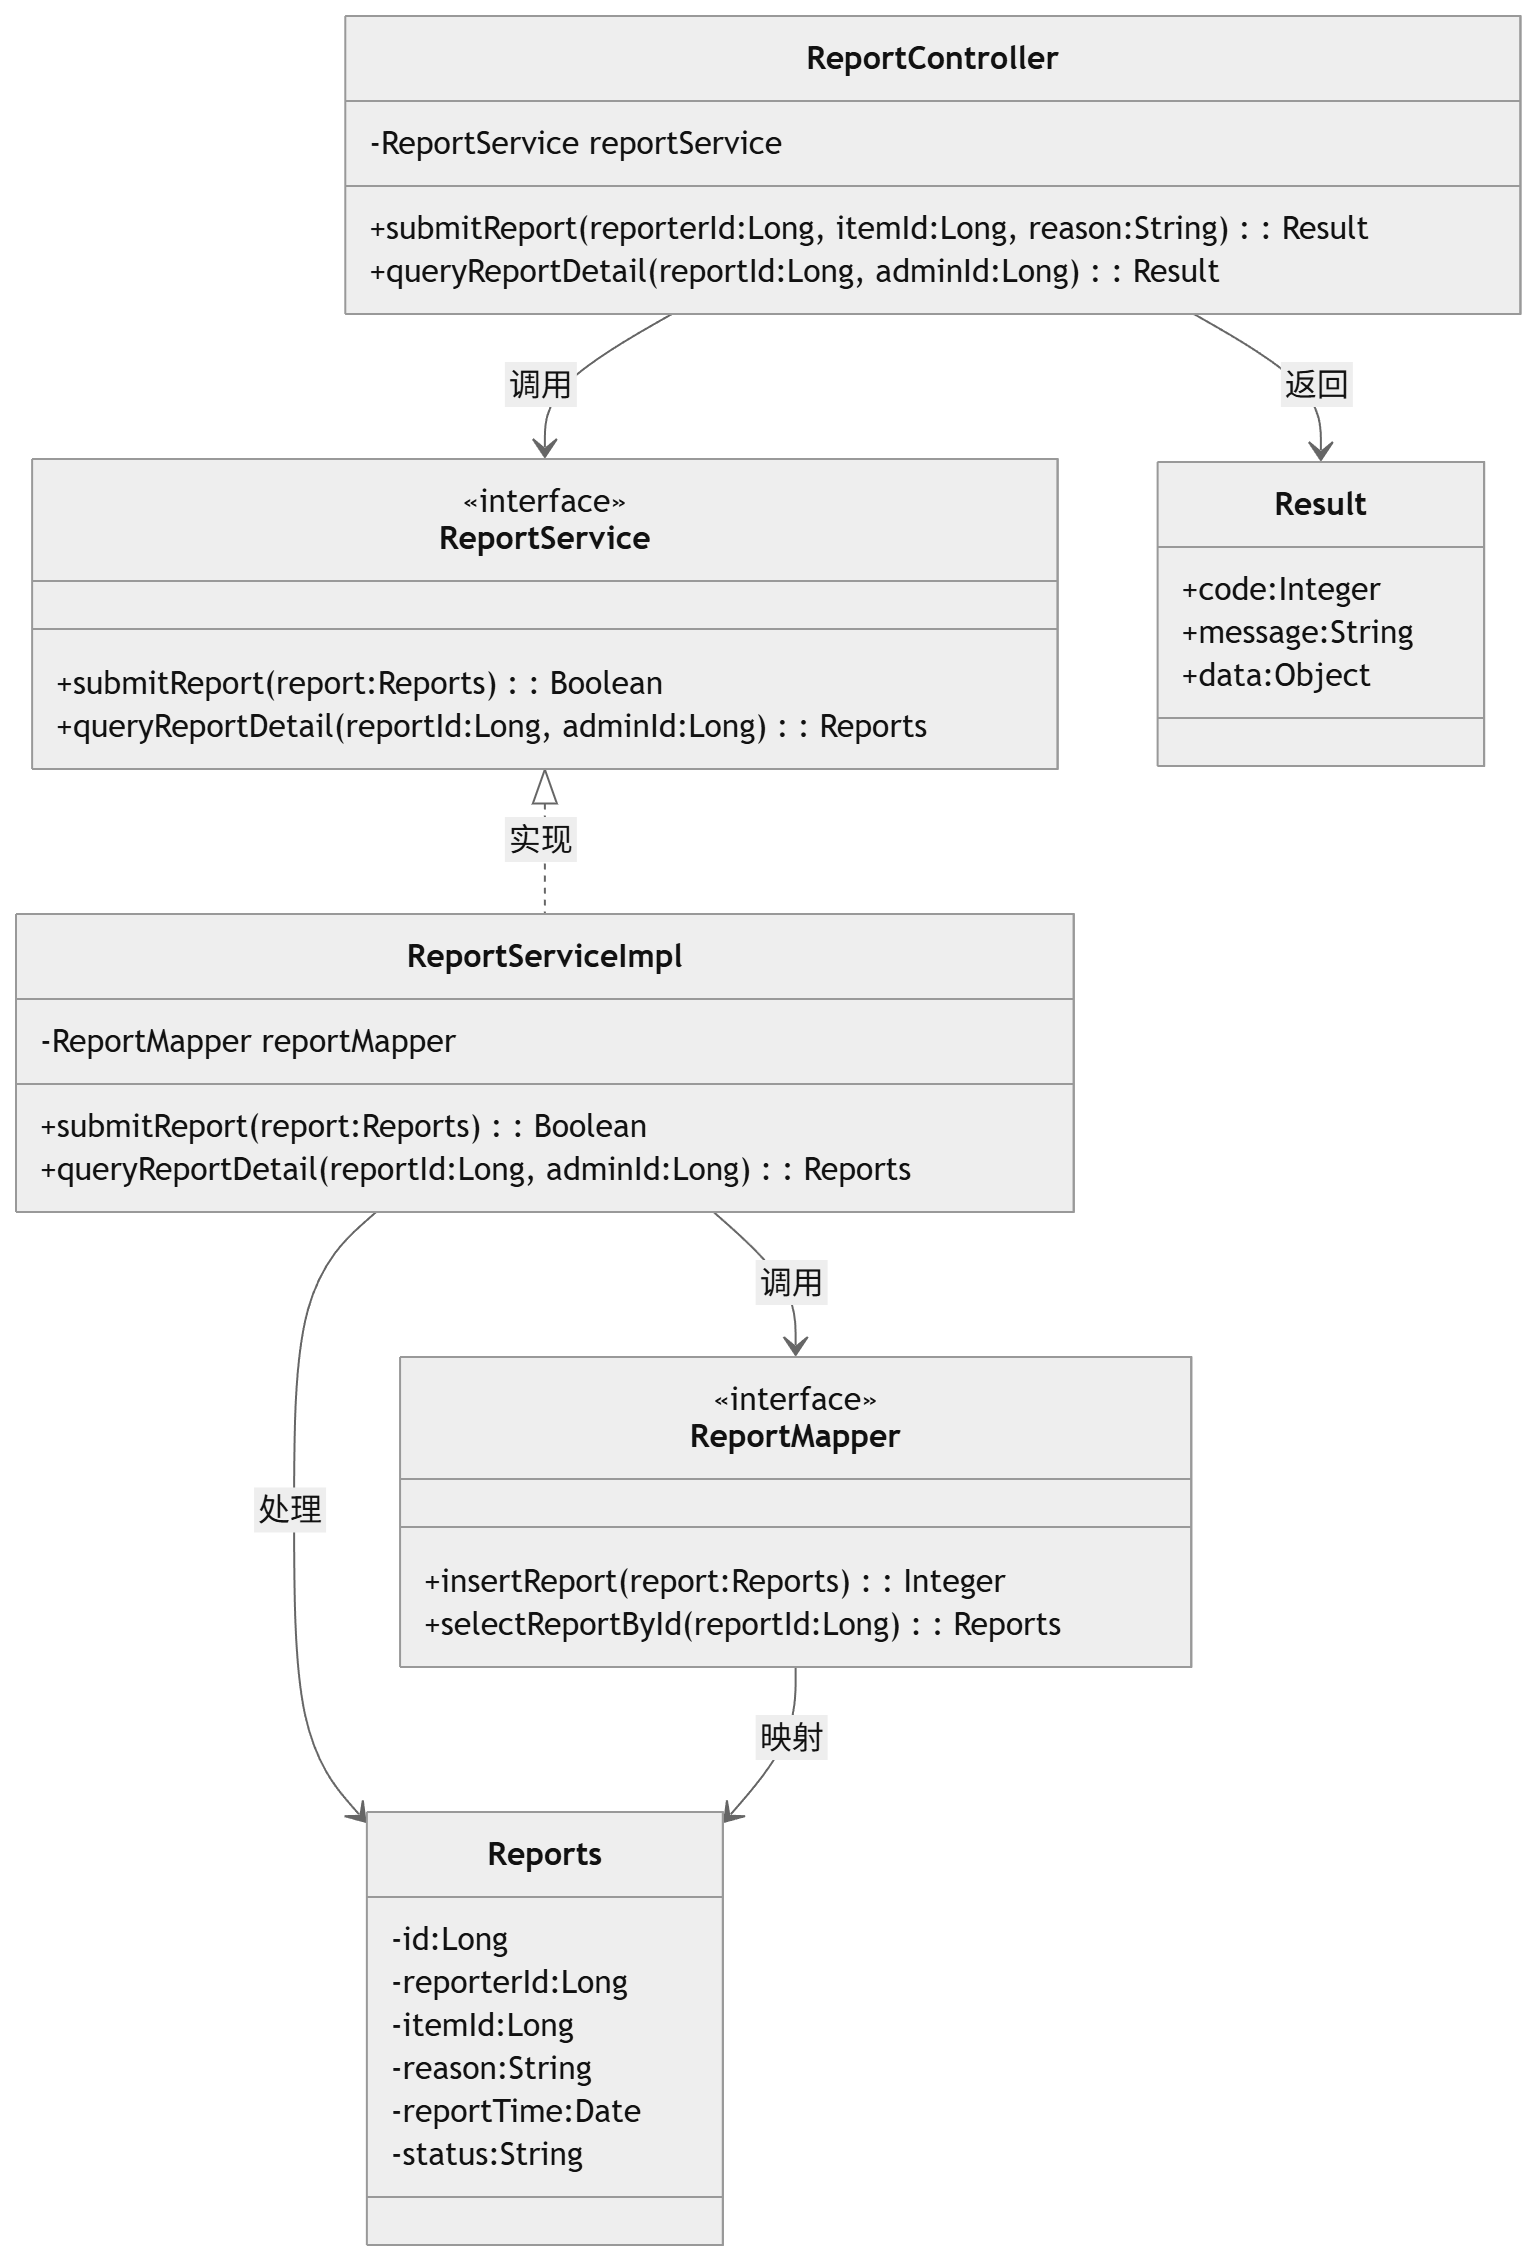 ReportController
-ReportService reportService
+submitReport(reporterId:Long, itemId:Long, reason:String) : : Result
+queryReportDetail(reportId:Long, adminId:Long) : : Result
调用
返回
«interface»
ReportService
+submitReport(report:Reports) : : Boolean
+queryReportDetail(reportId:Long, adminId:Long) : : Reports
Result
+code:Integer
+message:String
+data:Object
实现
ReportServiceImpl
-ReportMapper reportMapper
+submitReport(report:Reports) : : Boolean
+queryReportDetail(reportId:Long, adminId:Long) : : Reports
调用
«interface»
ReportMapper
+insertReport(report:Reports) : : Integer
+selectReportById(reportId:Long) : : Reports
处理
映射
Reports
-id:Long
-reporterId:Long
-itemId:Long
-reason:String
-reportTime:Date
-status:String